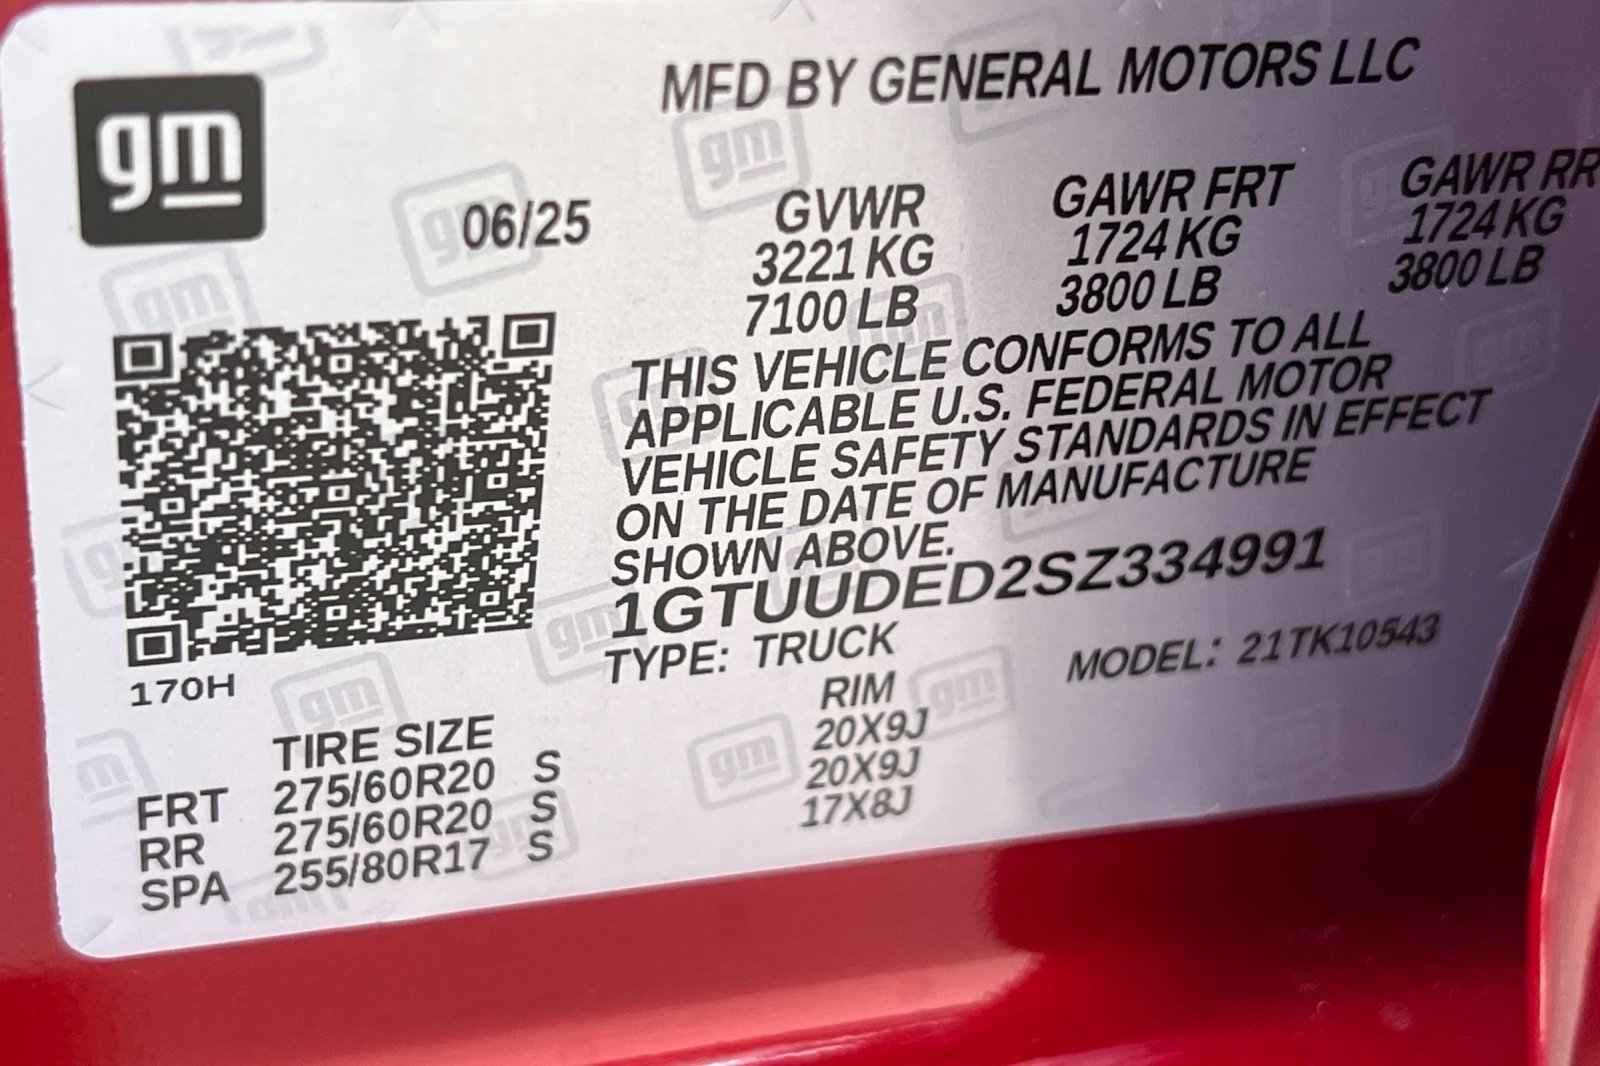 gm
MFD BY GENERAL MOTORS LLC
06/25
GVWR GAWR FRT GAWR RR
3221 KG 1724 KG 1724 KG
7100 LB 3800 LB 3800 LB
THIS VEHICLE CONFORMS TO ALL
APPLICABLE U.S. FEDERAL MOTOR
VEHICLE SAFETY STANDARDS IN EFFECT
ON THE DATE OF MANUFACTURE
SHOWN ABOVE.
1GTUUDED2SZ334991
TYPE: TRUCK MODEL: 21TK10543
170H
TIRE SIZE RIM
FRT 275/60R20 S 20X9J
RR 275/60R20 S 20X9J
SPA 255/80R17 S 17X8J